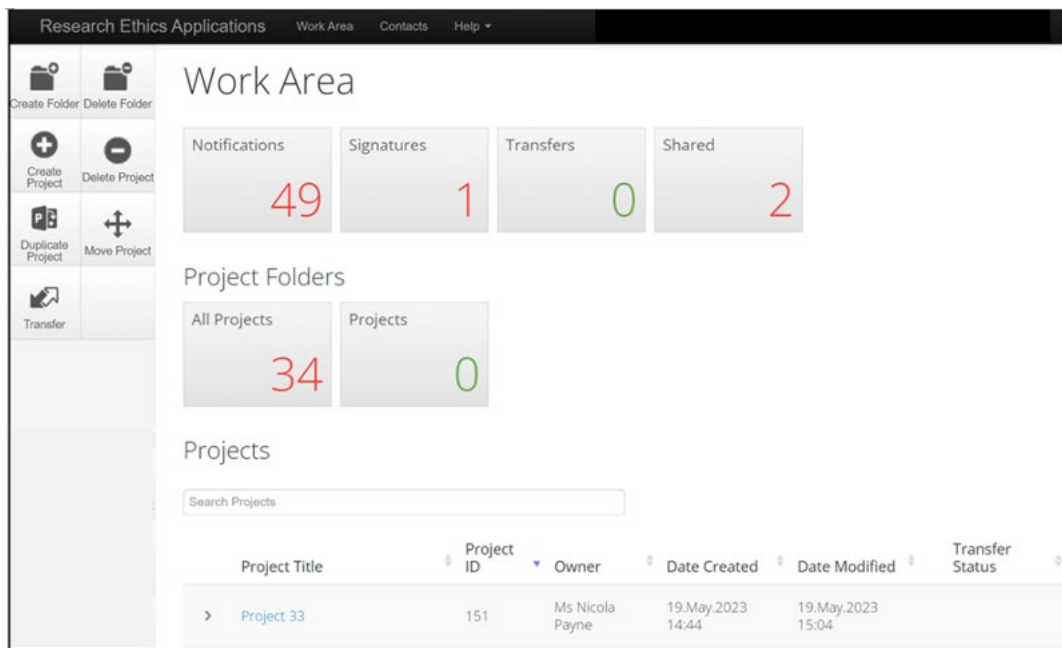 Research Ethics Applications Work Area Contacts Help
Create Folder Delete Folder
Create
Project
Delete Project
Duplicate
Project
Move Project
Transfer
Work Area
Notifications Signatures Transfers Shared
49 1 0 2
Project Folders
All Projects Projects
34 0
Projects
Search Projects
Project Title
Project
ID
Owner
Date Created
Date Modified
Transfer
Status
Project 33
151
Ms Nicola
Payne
19.May.2023
14:44
19.May.2023
15:04